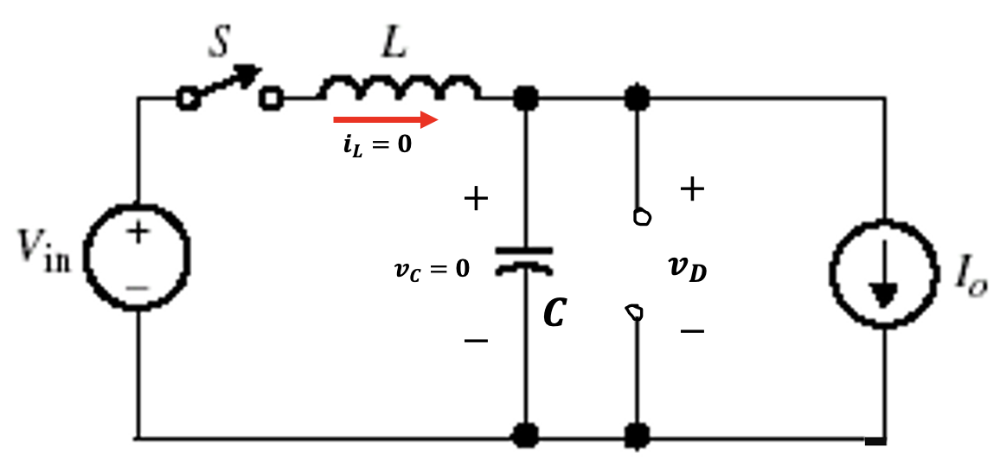 S
L
i_L = 0
+
+
V_in
+
−
v_C = 0
v_D
I_o
C
−
−